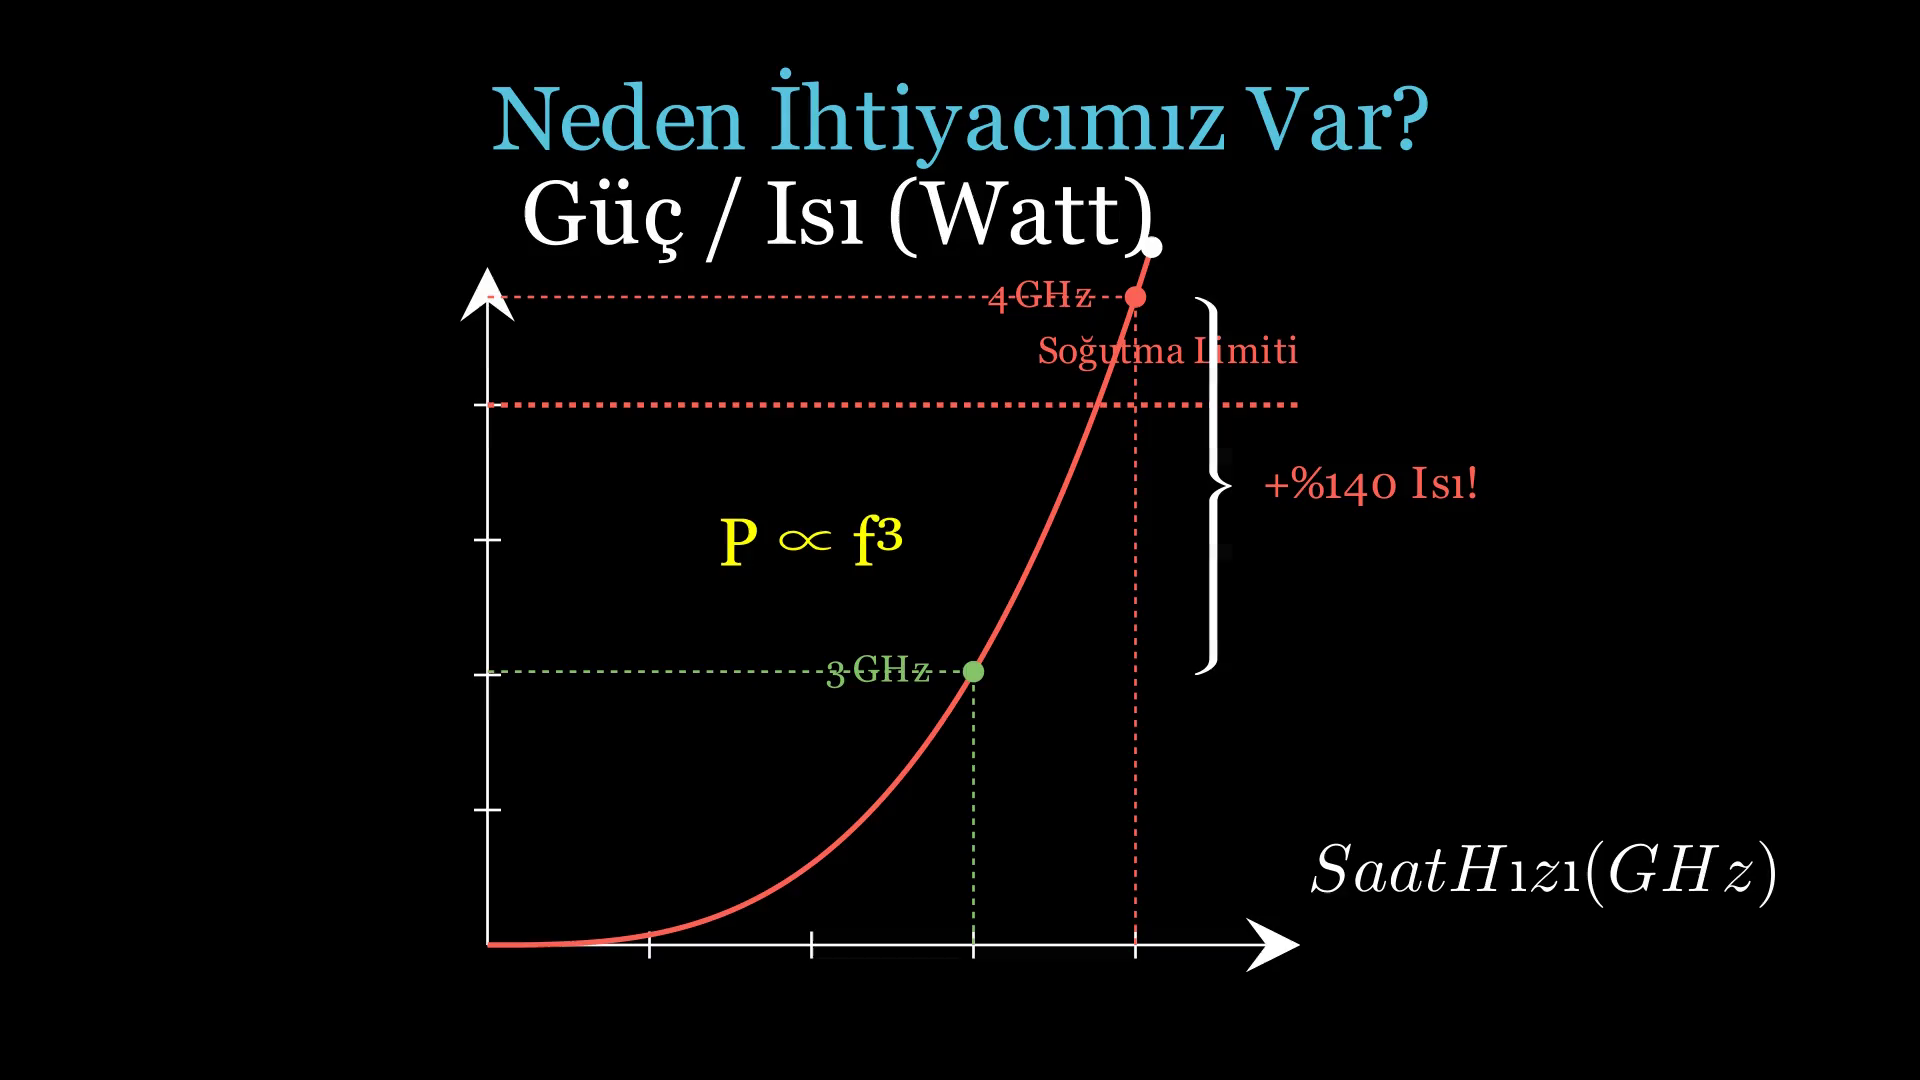 Neden İhtiyacımız Var?
Güç / Isı (Watt)
4 GHz
Soğutma Limiti
+%140 Isı!
P ∝ f³
3 GHz
SaatHızı(GHz)